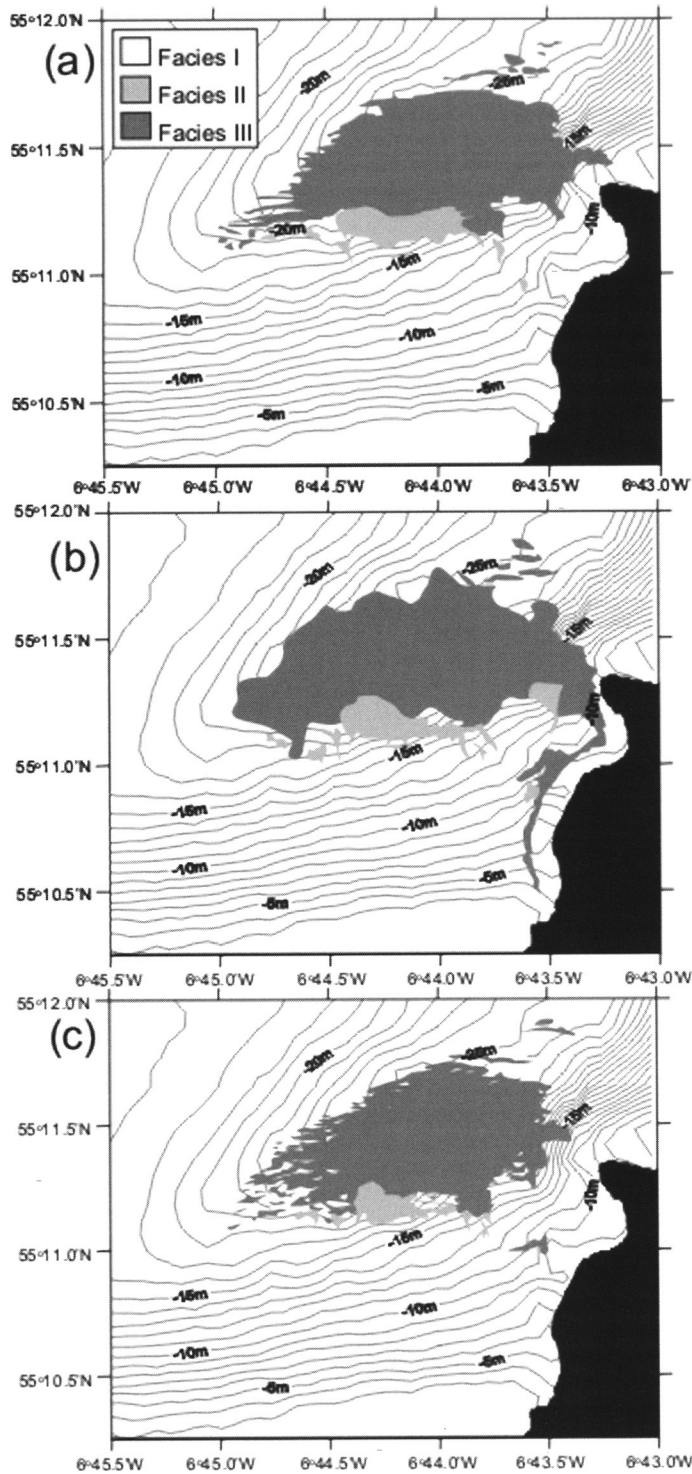 (a)
Facies I
Facies II
Facies III
55°12.0'N
55°11.5'N
55°11.0'N
55°10.5'N
-20m
-25m
-15m
-10m
-20m
-15m
-15m
-10m
-10m
-5m
-5m
6°45.5'W
6°45.0'W
6°44.5'W
6°44.0'W
6°43.5'W
6°43.0'W
(b)
55°12.0'N
55°11.5'N
55°11.0'N
55°10.5'N
-20m
-25m
-15m
-10m
-15m
-15m
-10m
-10m
-5m
-5m
6°45.5'W
6°45.0'W
6°44.5'W
6°44.0'W
6°43.5'W
6°43.0'W
(c)
55°12.0'N
55°11.5'N
55°11.0'N
55°10.5'N
-20m
-25m
-15m
-10m
-15m
-15m
-10m
-10m
-5m
-5m
6°45.5'W
6°45.0'W
6°44.5'W
6°44.0'W
6°43.5'W
6°43.0'W